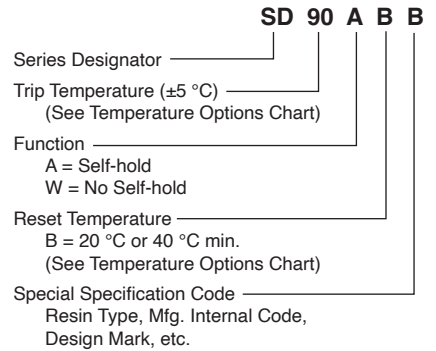 SD 90 A B B
Series Designator
Trip Temperature (±5 °C)
(See Temperature Options Chart)
Function
A = Self-hold
W = No Self-hold
Reset Temperature
B = 20 °C or 40 °C min.
(See Temperature Options Chart)
Special Specification Code
Resin Type, Mfg. Internal Code,
Design Mark, etc.